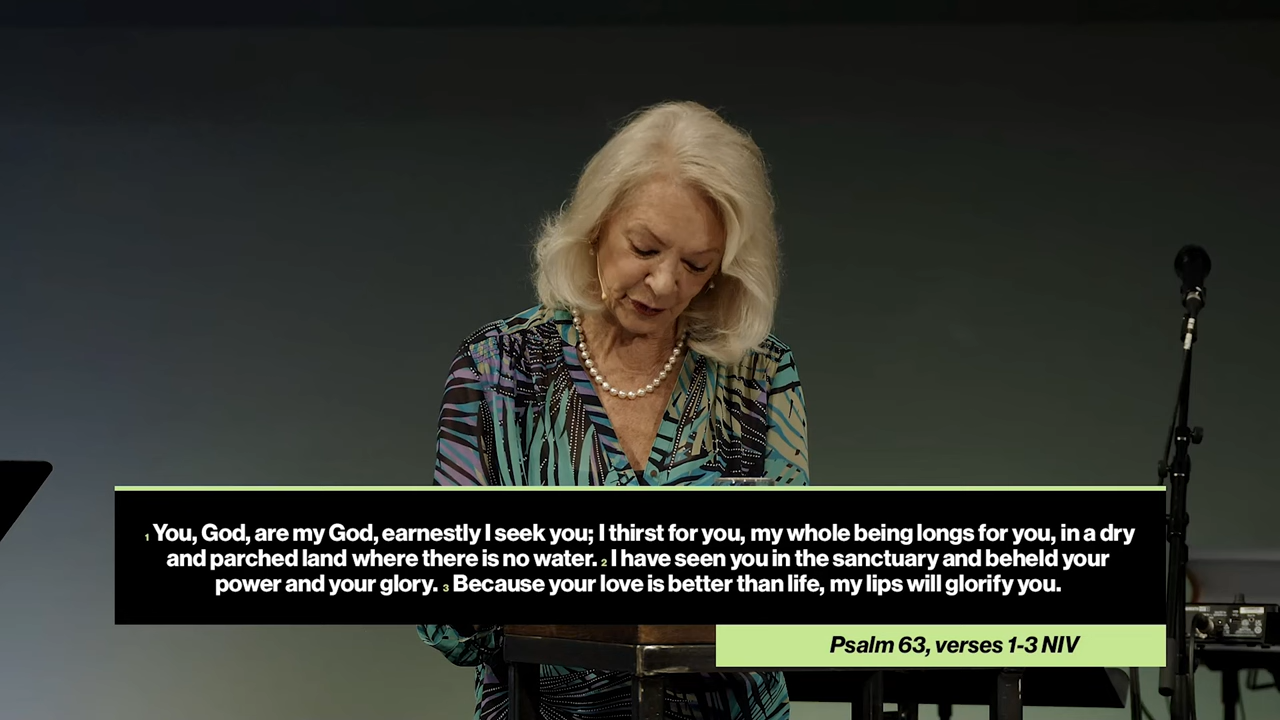 1 You, God, are my God, earnestly I seek you; I thirst for you, my whole being longs for you, in a dry
and parched land where there is no water. 2 I have seen you in the sanctuary and beheld your
power and your glory. 3 Because your love is better than life, my lips will glorify you.
Psalm 63, verses 1-3 NIV